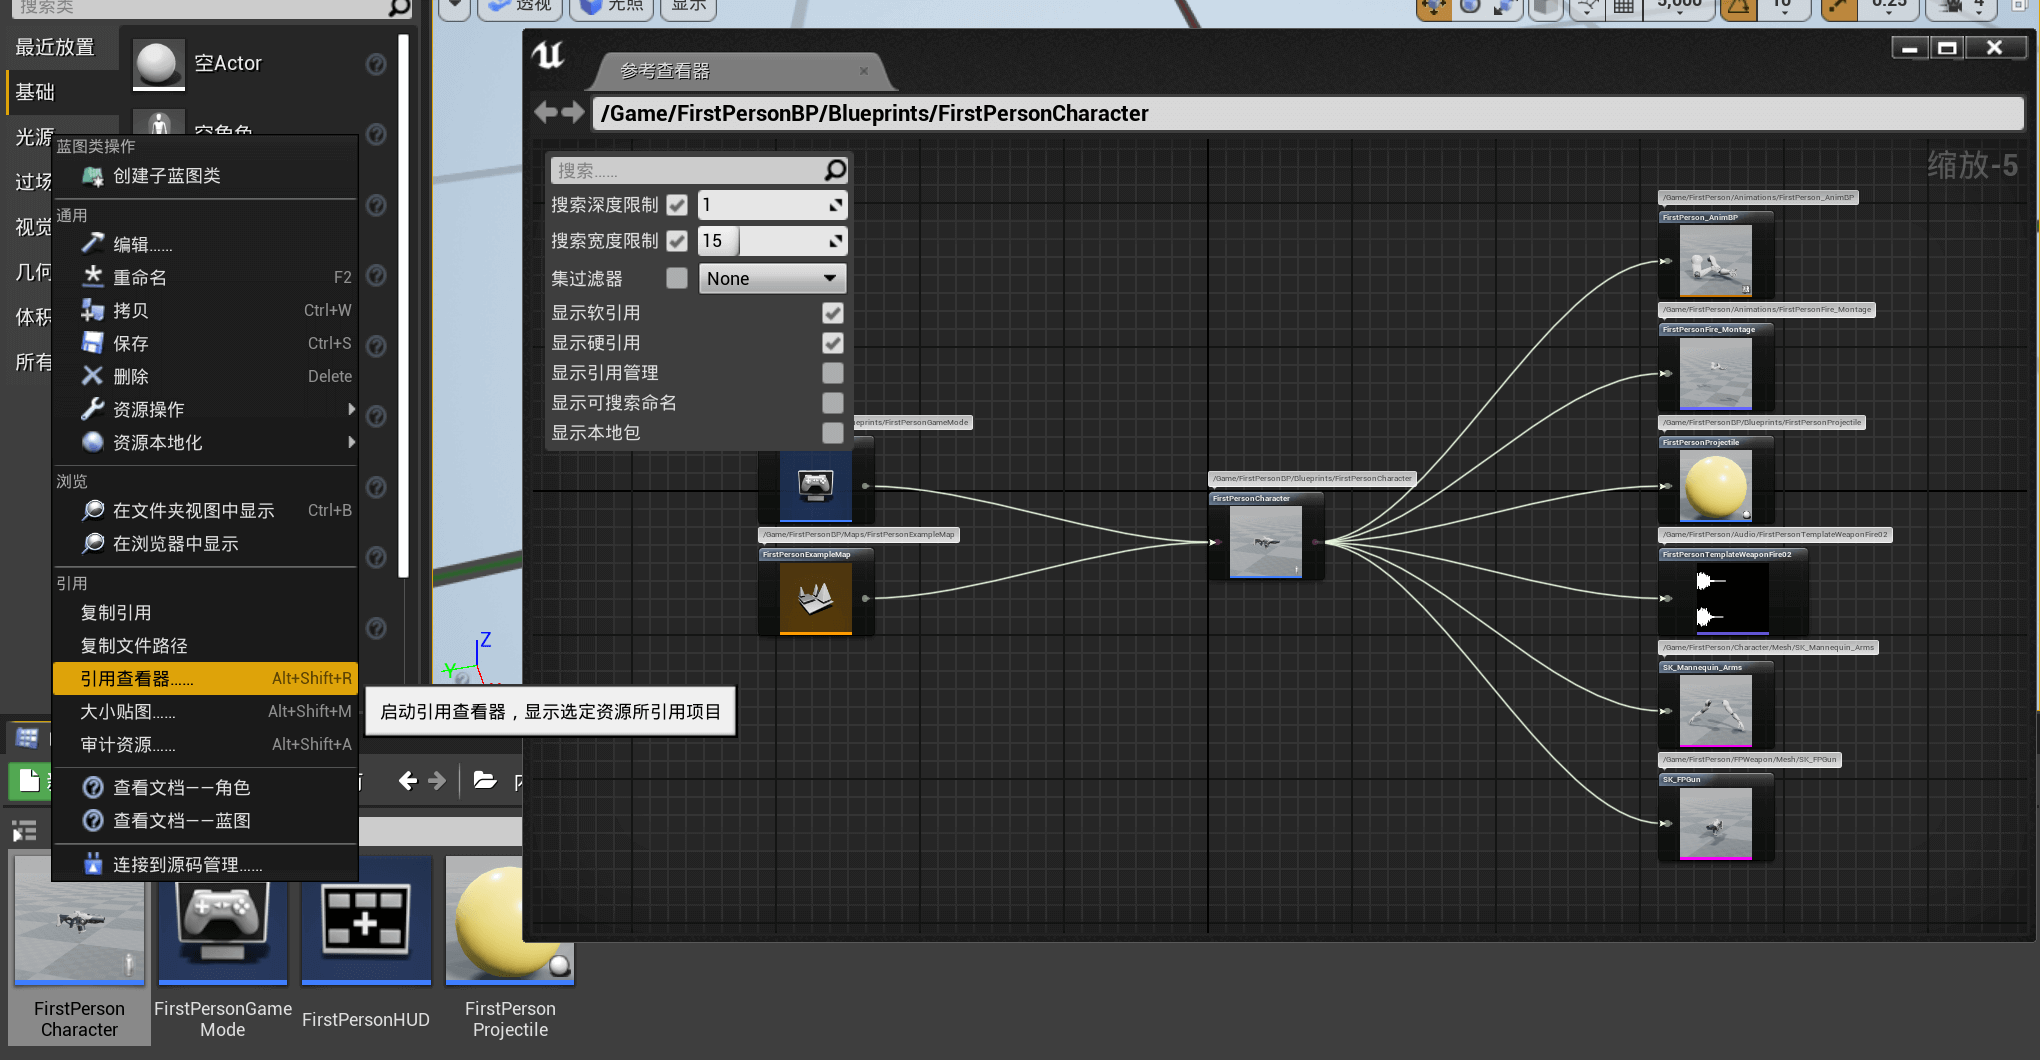 搜索类
最近放置
基础
光源
过场
视觉
几何
体积
所有
空Actor
空角色
蓝图类操作
创建子蓝图类
通用
编辑......
重命名 F2
拷贝 Ctrl+W
保存 Ctrl+S
删除 Delete
资源操作
资源本地化
浏览
在文件夹视图中显示 Ctrl+B
在浏览器中显示
引用
复制引用
复制文件路径
引用查看器...... Alt+Shift+R
大小贴图...... Alt+Shift+M
审计资源...... Alt+Shift+A
查看文档——角色
查看文档——蓝图
连接到源码管理......
启动引用查看器，显示选定资源所引用项目
透视
光照
显示
5,000
10
0.25
4
参考查看器
/Game/FirstPersonBP/Blueprints/FirstPersonCharacter
缩放-5
搜索......
搜索深度限制 1
搜索宽度限制 15
集过滤器 None
显示软引用
显示硬引用
显示引用管理
显示可搜索命名
显示本地包
eprints/FirstPersonGameMode
/Game/FirstPersonBP/Maps/FirstPersonExampleMap
FirstPersonExampleMap
/Game/FirstPersonBP/Blueprints/FirstPersonCharacter
FirstPersonCharacter
/Game/FirstPerson/Animations/FirstPerson_AnimBP
FirstPerson_AnimBP
/Game/FirstPerson/Animations/FirstPersonFire_Montage
FirstPersonFire_Montage
/Game/FirstPersonBP/Blueprints/FirstPersonProjectile
FirstPersonProjectile
/Game/FirstPerson/Audio/FirstPersonTemplateWeaponFire02
FirstPersonTemplateWeaponFire02
/Game/FirstPerson/Character/Mesh/SK_Mannequin_Arms
SK_Mannequin_Arms
/Game/FirstPerson/FPWeapon/Mesh/SK_FPGun
SK_FPGun
Z
Y
FirstPerson
Character
FirstPersonGame
Mode
FirstPersonHUD
FirstPerson
Projectile